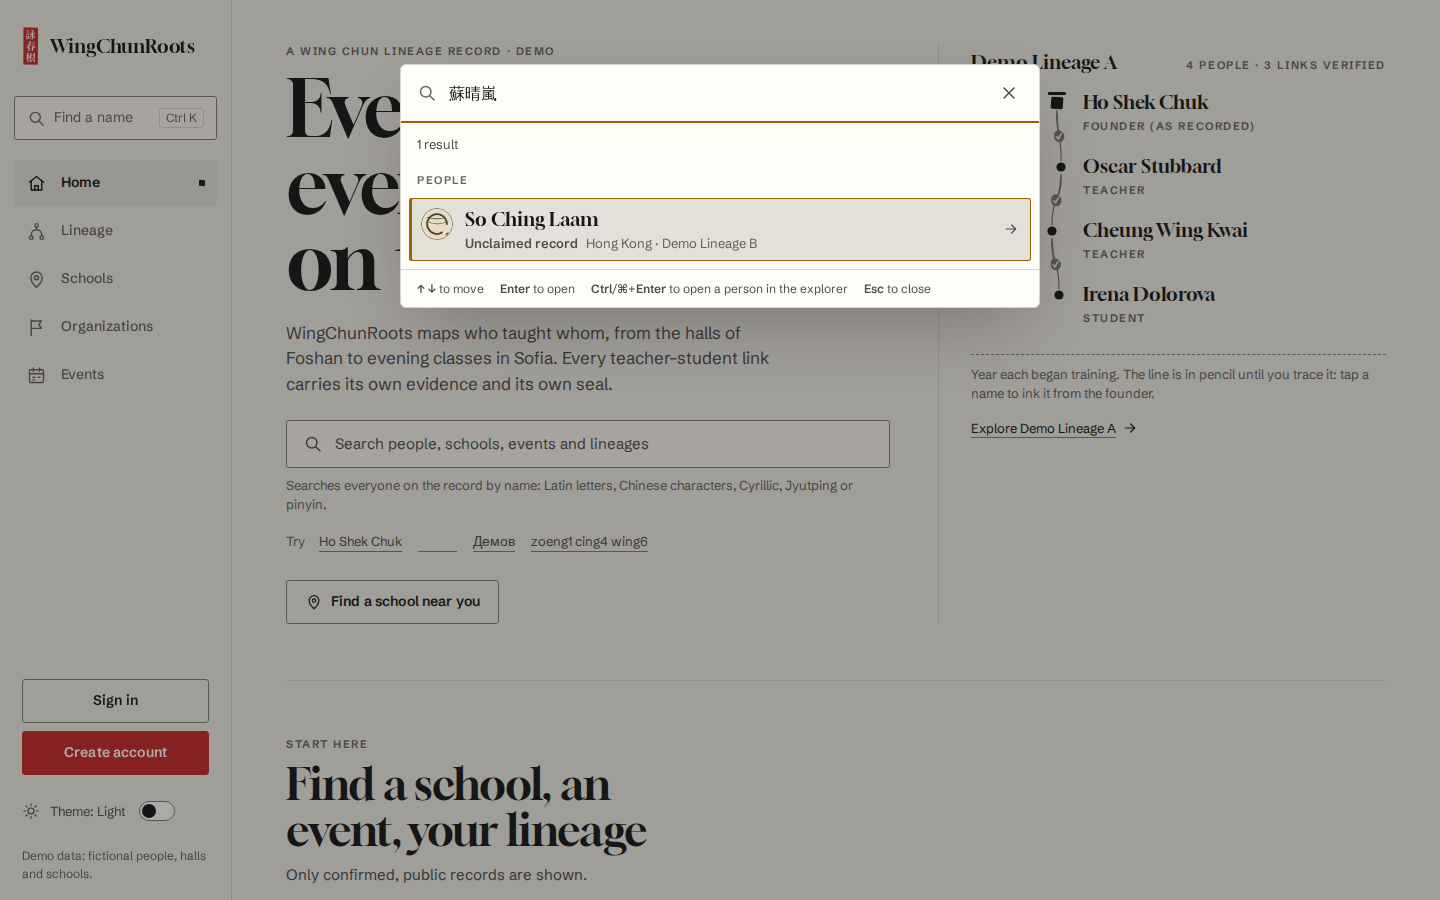 詠春根
WingChunRoots
Find a name
Ctrl K
Home
Lineage
Schools
Organizations
Events
Sign in
Create account
Theme: Light
Demo data: fictional people, halls
and schools.
A WING CHUN LINEAGE RECORD · DEMO
Eve
eve
on
蘇晴嵐
1 result
PEOPLE
So Ching Laam
Unclaimed record Hong Kong · Demo Lineage B
↑↓ to move Enter to open Ctrl/⌘+Enter to open a person in the explorer Esc to close
WingChunRoots maps who taught whom, from the halls of
Foshan to evening classes in Sofia. Every teacher–student link
carries its own evidence and its own seal.
Search people, schools, events and lineages
Searches everyone on the record by name: Latin letters, Chinese characters, Cyrillic, Jyutping or
pinyin.
Try Ho Shek Chuk Демов zoeng1 cing4 wing6
Find a school near you
Demo Lineage A
4 PEOPLE · 3 LINKS VERIFIED
Ho Shek Chuk
FOUNDER (AS RECORDED)
Oscar Stubbard
TEACHER
Cheung Wing Kwai
TEACHER
Irena Dolorova
STUDENT
Year each began training. The line is in pencil until you trace it: tap a
name to ink it from the founder.
Explore Demo Lineage A →
START HERE
Find a school, an
event, your lineage
Only confirmed, public records are shown.